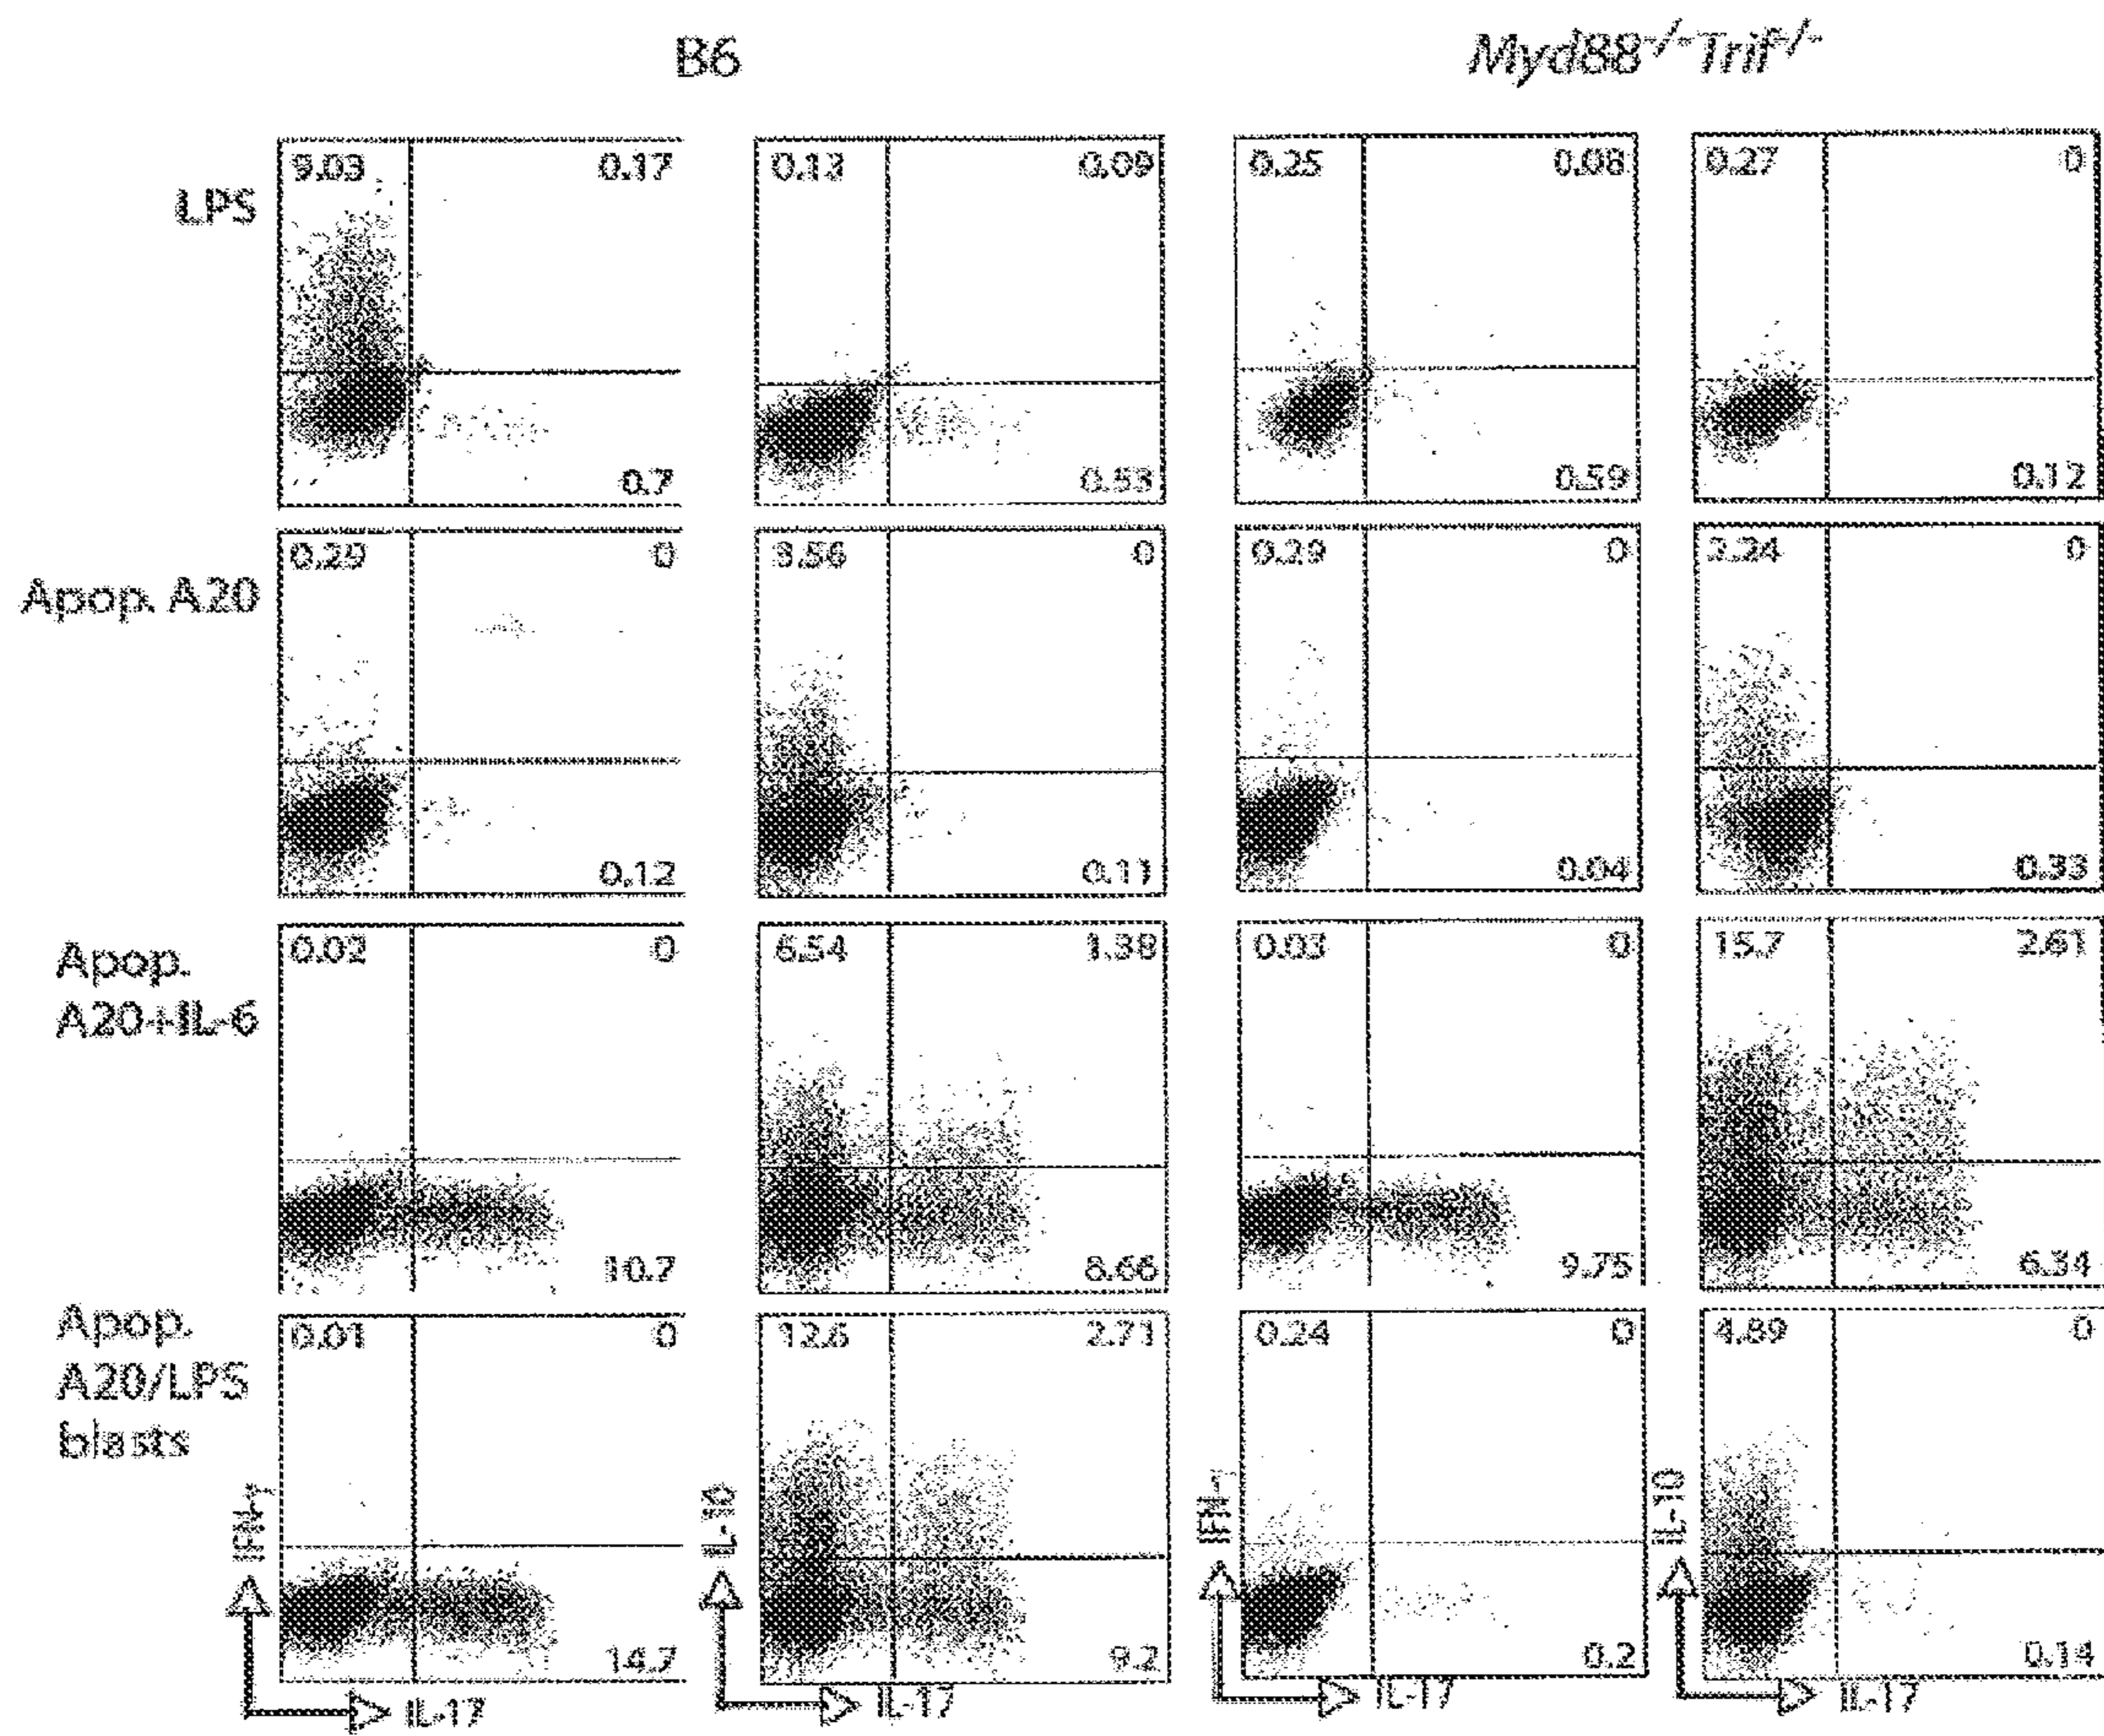 B6 Myd88-/-Trif-/-
LPS
9.03 0.17 0.13 0.09 0.25 0.08 0.27 0
0.7 0.53 0.59 0.12
Apop. A20
0.29 0 3.56 0 0.29 0 2.24 0
0.12 0.11 0.04 0.33
Apop.
A20+IL-6
0.02 0 6.54 1.38 0.03 0 15.7 2.61
10.7 8.66 9.75 6.34
Apop.
A20/LPS
blasts
0.01 0 12.6 2.71 0.24 0 4.89 0
14.7 9.2 0.2 0.14
IFN-γ IL-10 IFN-γ IL-10
IL-17 IL-17 IL-17 IL-17